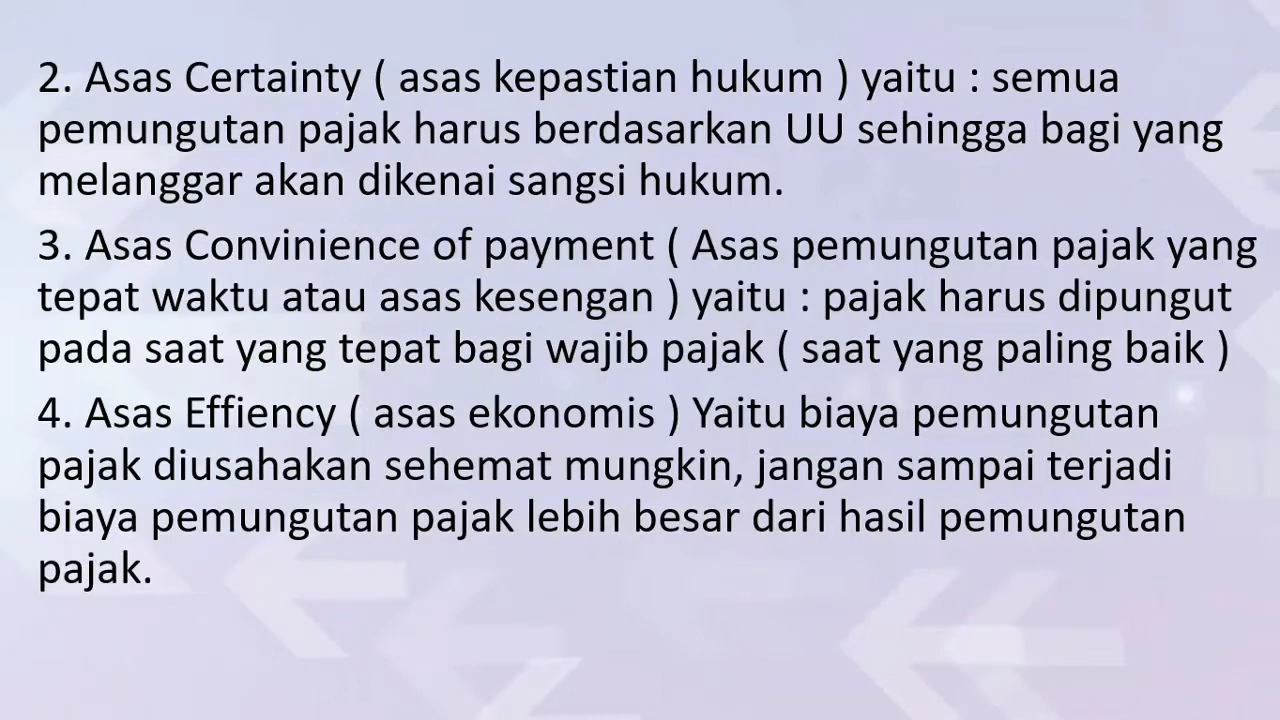 2. Asas Certainty ( asas kepastian hukum ) yaitu : semua
pemungutan pajak harus berdasarkan UU sehingga bagi yang
melanggar akan dikenai sangsi hukum.
3. Asas Convinience of payment ( Asas pemungutan pajak yang
tepat waktu atau asas kesengan ) yaitu : pajak harus dipungut
pada saat yang tepat bagi wajib pajak ( saat yang paling baik )
4. Asas Effiency ( asas ekonomis ) Yaitu biaya pemungutan
pajak diusahakan sehemat mungkin, jangan sampai terjadi
biaya pemungutan pajak lebih besar dari hasil pemungutan
pajak.